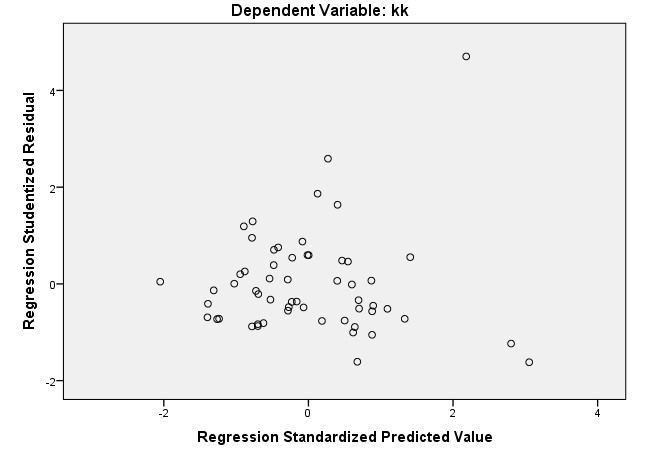 Dependent Variable: kk
Regression Studentized Residual
4
2
0
-2
-2
0
2
4
Regression Standardized Predicted Value